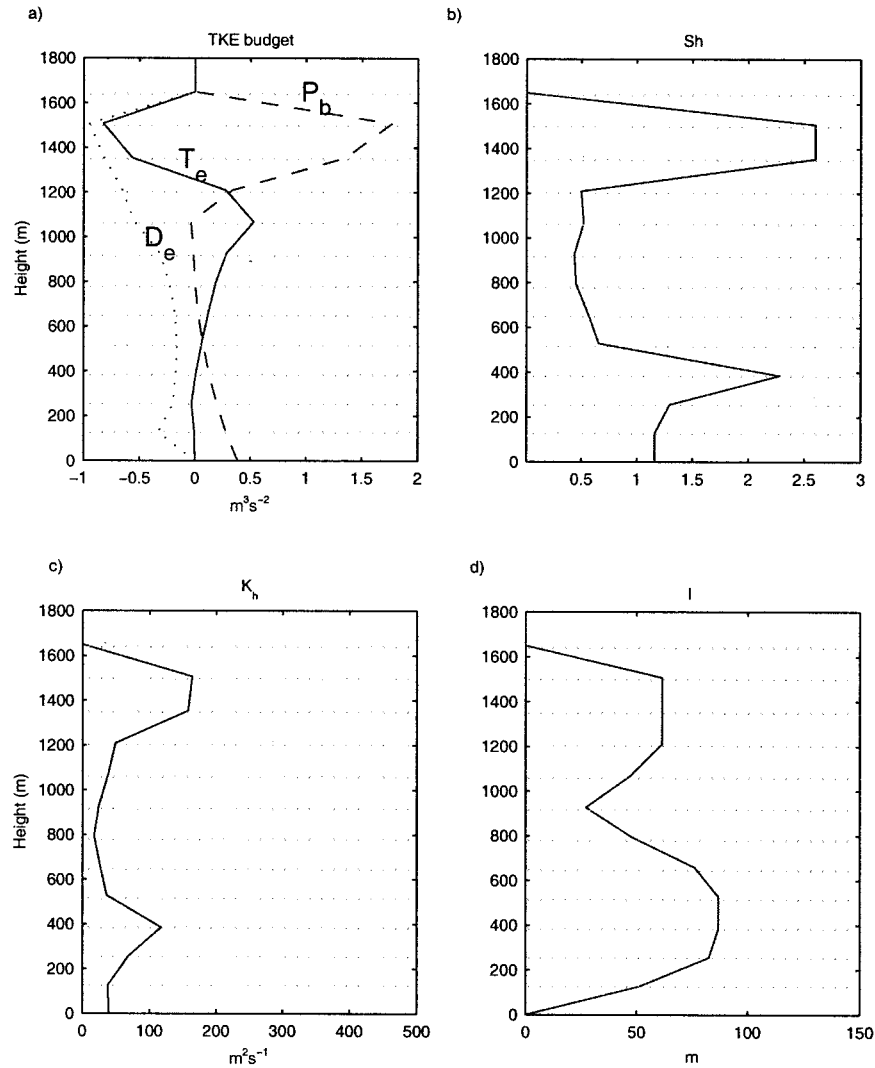 a)
TKE budget
1800
1600
1400
1200
1000
800
600
400
200
0
Height (m)
P_b
T_e
D_e
−1 −0.5 0 0.5 1 1.5 2
m³s⁻²
b)
Sh
1800
1600
1400
1200
1000
800
600
400
200
0
0.5 1 1.5 2 2.5 3
c)
K_h
1800
1600
1400
1200
1000
800
600
400
200
0
Height (m)
0 100 200 300 400 500
m²s⁻¹
d)
l
1800
1600
1400
1200
1000
800
600
400
200
0
0 50 100 150
m